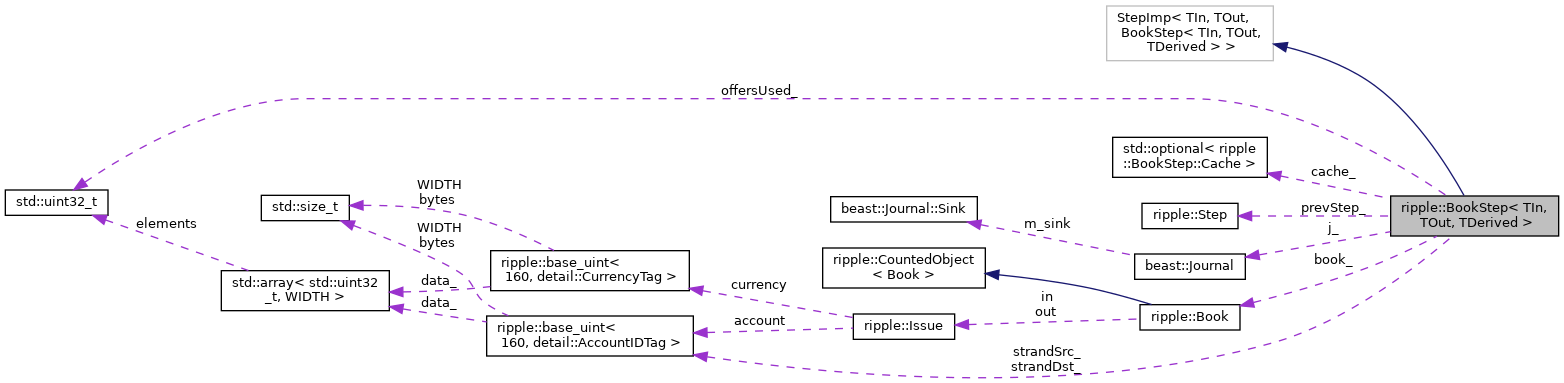 StepImp< TIn, TOut,
BookStep< TIn, TOut,
TDerived > >
offersUsed_
std::optional< ripple
::BookStep::Cache >
cache_
std::uint32_t
elements
std::size_t
WIDTH
bytes
WIDTH
bytes
beast::Journal::Sink
m_sink
ripple::Step
prevStep_
ripple::BookStep< TIn,
TOut, TDerived >
j_
book_
std::array< std::uint32
_t, WIDTH >
data_
data_
ripple::base_uint<
160, detail::CurrencyTag >
currency
ripple::CountedObject
< Book >
beast::Journal
ripple::base_uint<
160, detail::AccountIDTag >
account
ripple::Issue
in
out
ripple::Book
strandSrc_
strandDst_